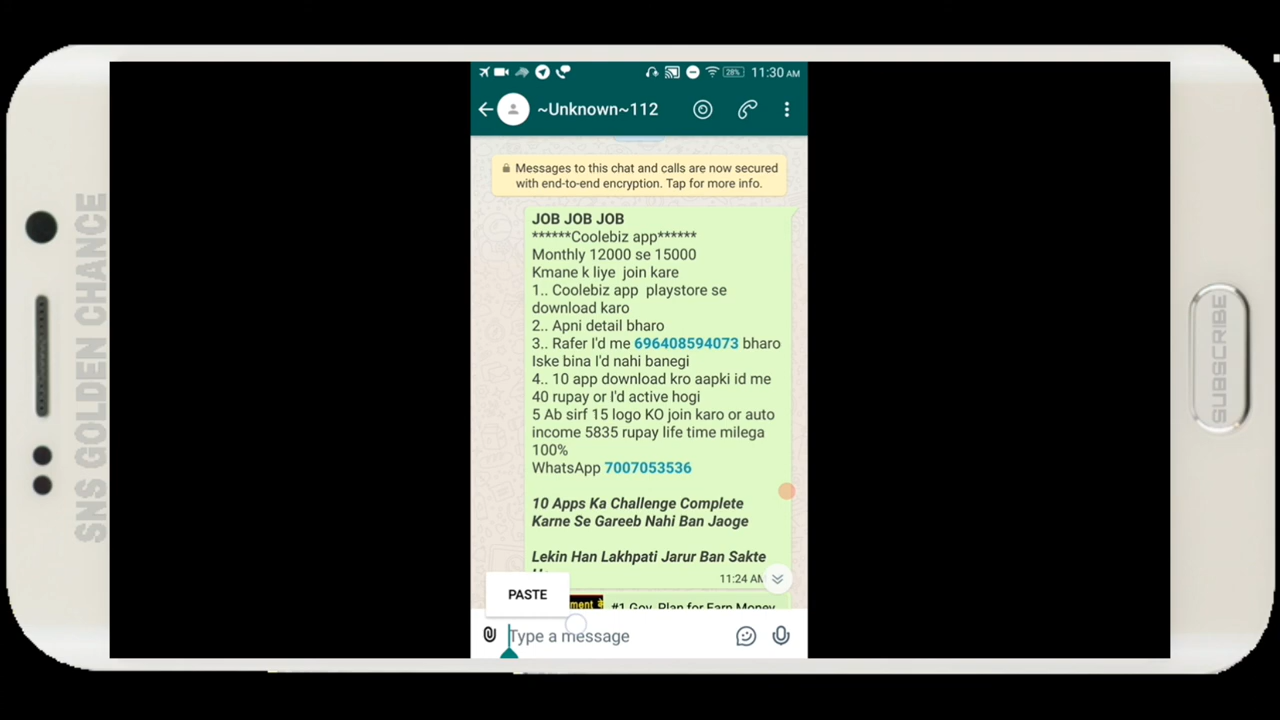 28%
11:30 AM
~Unknown~112
Messages to this chat and calls are now secured
with end-to-end encryption. Tap for more info.
JOB JOB JOB
******Coolebiz app******
Monthly 12000 se 15000
Kmane k liye join kare
1.. Coolebiz app playstore se
download karo
2.. Apni detail bharo
3.. Rafer I'd me 696408594073 bharo
Iske bina I'd nahi banegi
4.. 10 app download kro aapki id me
40 rupay or I'd active hogi
5 Ab sirf 15 logo KO join karo or auto
income 5835 rupay life time milega
100%
WhatsApp 7007053536
10 Apps Ka Challenge Complete
Karne Se Gareeb Nahi Ban Jaoge
Lekin Han Lakhpati Jarur Ban Sakte
11:24 AM
PASTE
#1 Gov. Plan for Earn Money
Type a message
SNS GOLDEN CHANCE
SUBSCRIBE